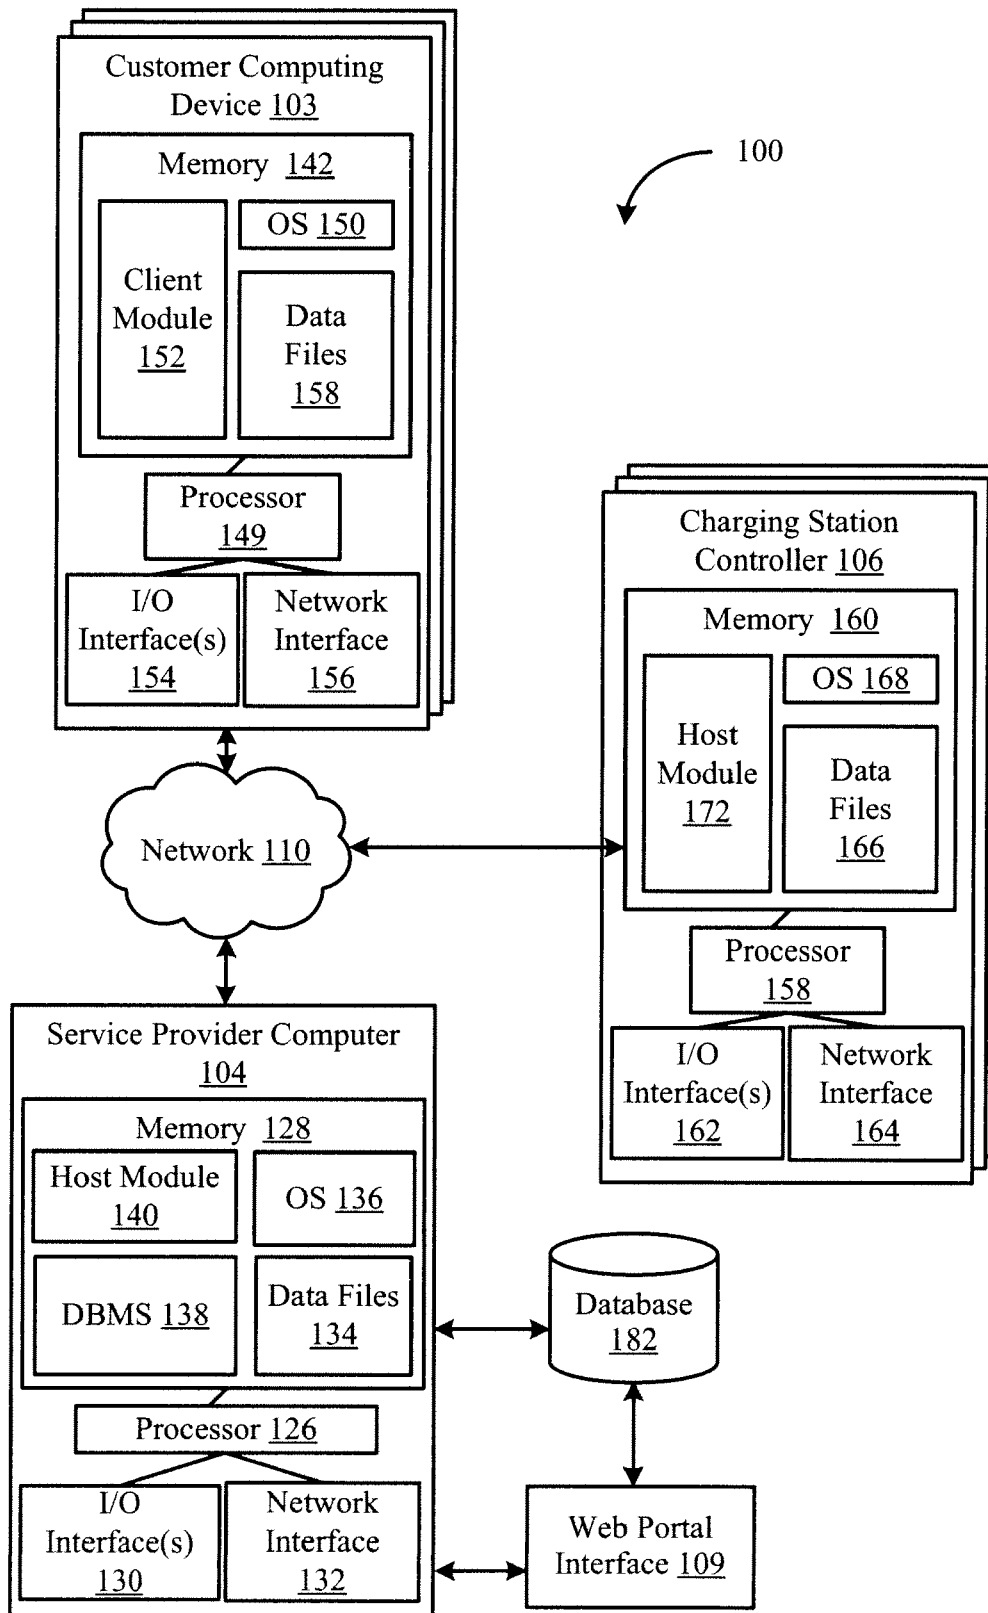 Customer Computing
Device 103
Memory 142
Client
Module
152
OS 150
Data
Files
158
Processor
149
I/O
Interface(s)
154
Network
Interface
156
100
Charging Station
Controller 106
Memory 160
Host
Module
172
OS 168
Data
Files
166
Processor
158
I/O
Interface(s)
162
Network
Interface
164
Network 110
Service Provider Computer
104
Memory 128
Host Module
140
OS 136
DBMS 138
Data Files
134
Processor 126
I/O
Interface(s)
130
Network
Interface
132
Database
182
Web Portal
Interface 109